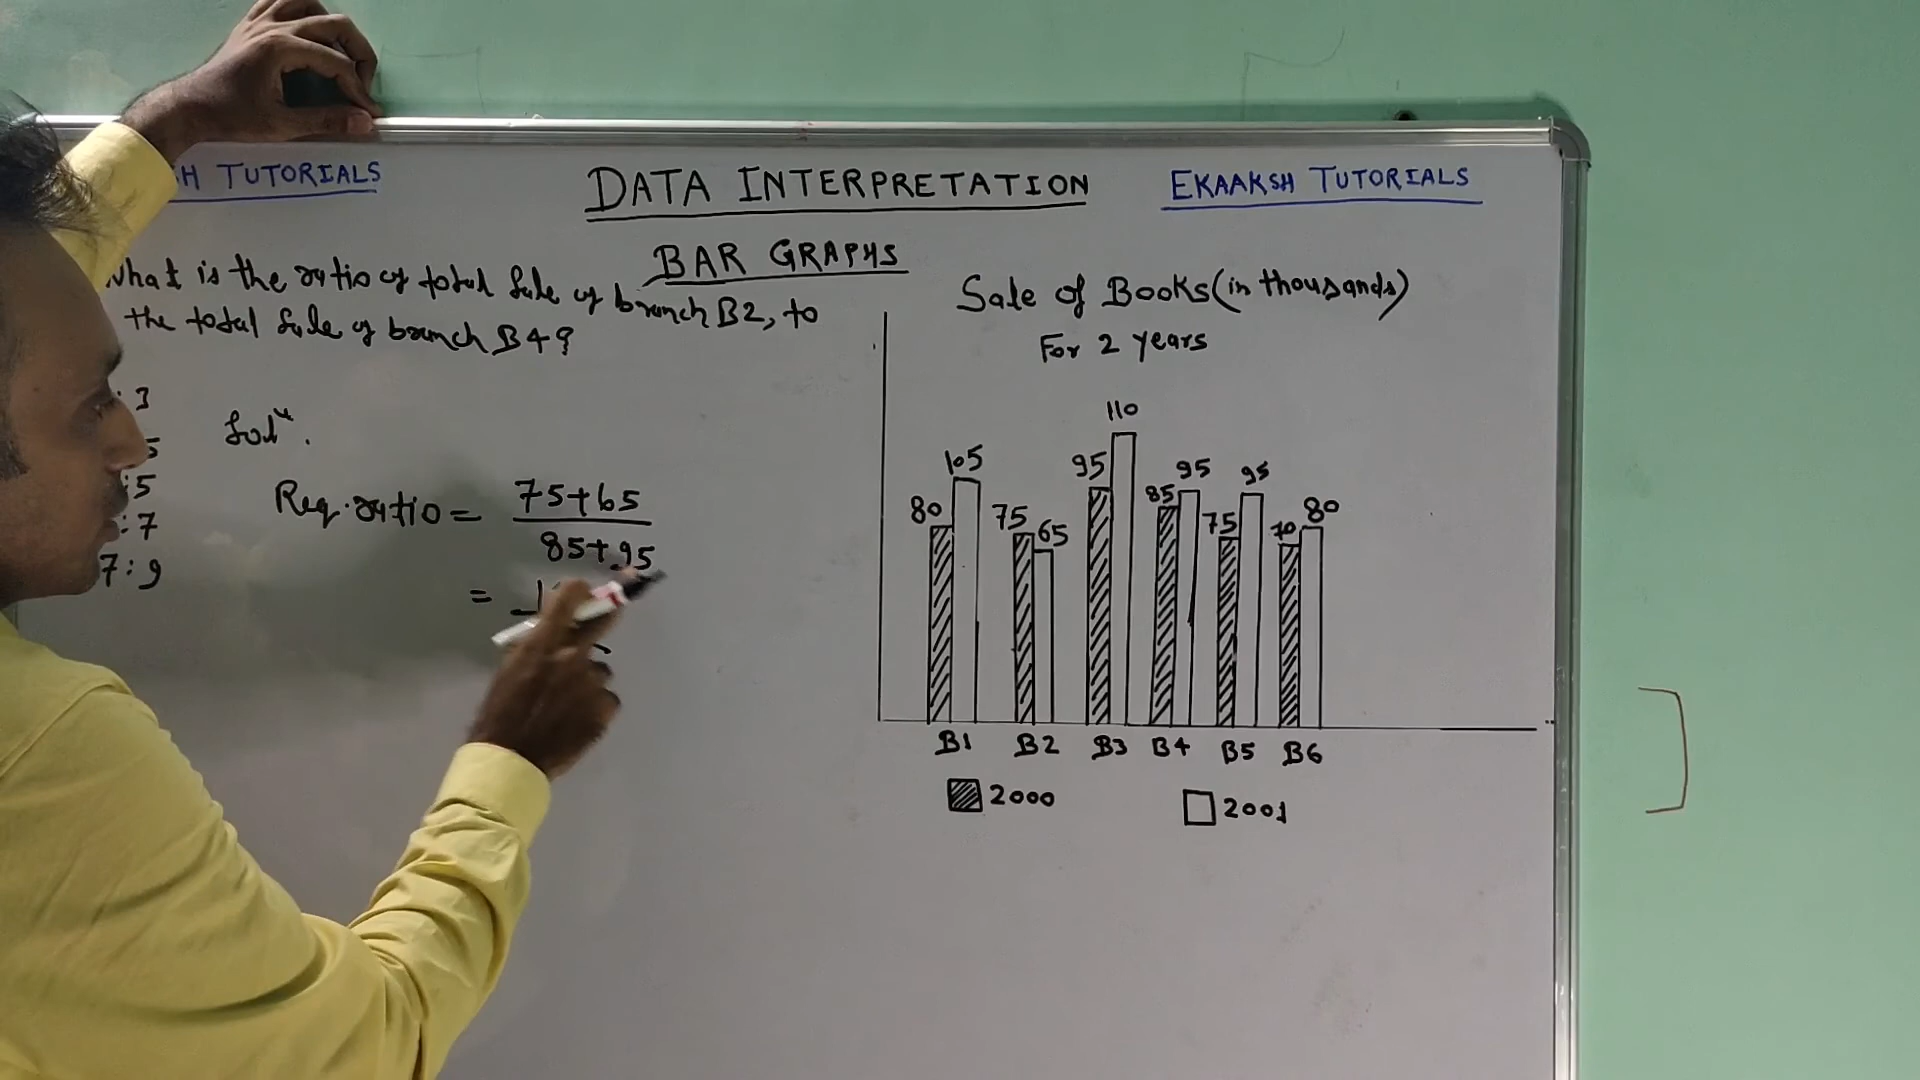 SH TUTORIALS
DATA INTERPRETATION
EKAAKSH TUTORIALS
BAR GRAPHS
What is the ratio of total sale of branch B2, to
the total sale of branch B4?
: 3
5
:5
:7
7:9
Solⁿ.
Req. ratio = 75+65
85+95
=
Sale of Books (in thousands)
For 2 years
80 105 75 65 95 110 85 95 75 95 70 80
B1 B2 B3 B4 B5 B6
2000 2001